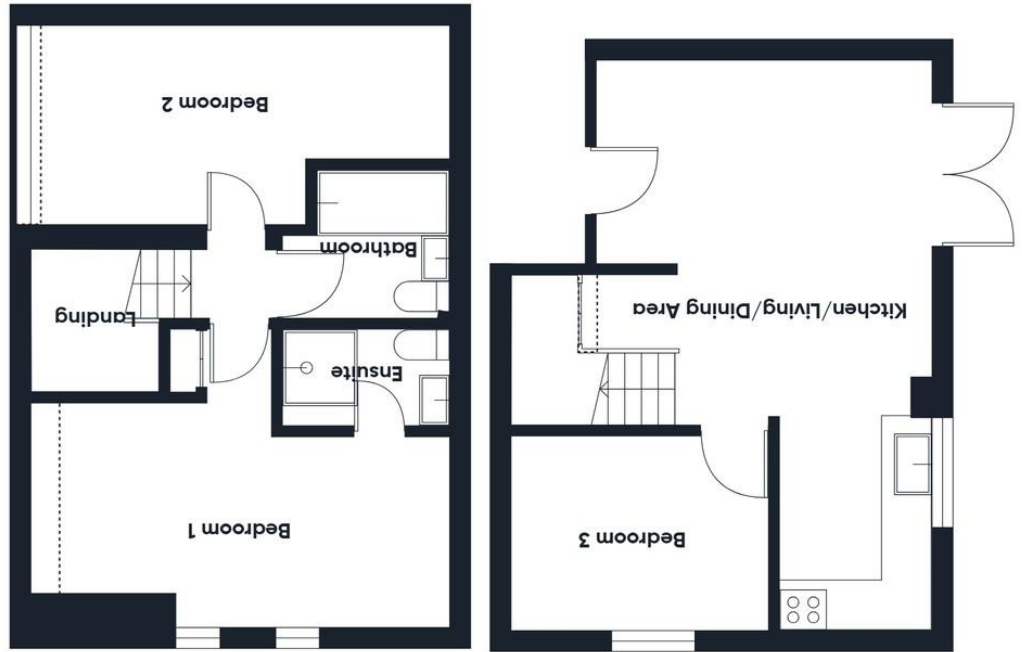 Bedroom 3
Kitchen/Living/Dining Area
Bedroom 1
Ensuite
Landing
Bathroom
Bedroom 2